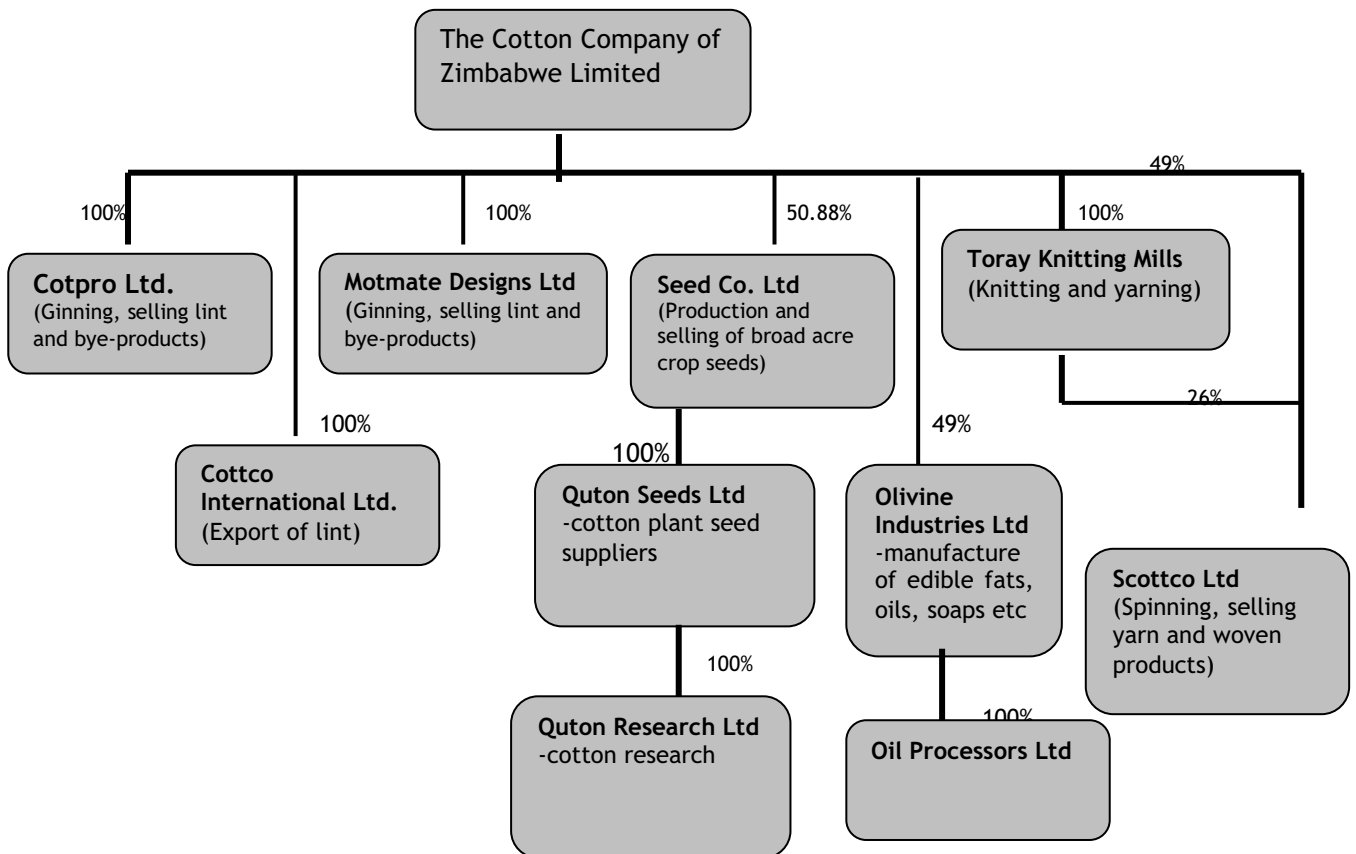 The Cotton Company of
Zimbabwe Limited
49%
100%
100%
50.88%
100%
Cotpro Ltd.
(Ginning, selling lint
and bye-products)
Motmate Designs Ltd
(Ginning, selling lint and
bye-products)
Seed Co. Ltd
(Production and
selling of broad acre
crop seeds)
Toray Knitting Mills
(Knitting and yarning)
26%
100%
49%
Cottco
International Ltd.
(Export of lint)
100%
Quton Seeds Ltd
-cotton plant seed
suppliers
Olivine
Industries Ltd
-manufacture
of edible fats,
oils, soaps etc
Scottco Ltd
(Spinning, selling
yarn and woven
products)
100%
100%
Quton Research Ltd
-cotton research
Oil Processors Ltd